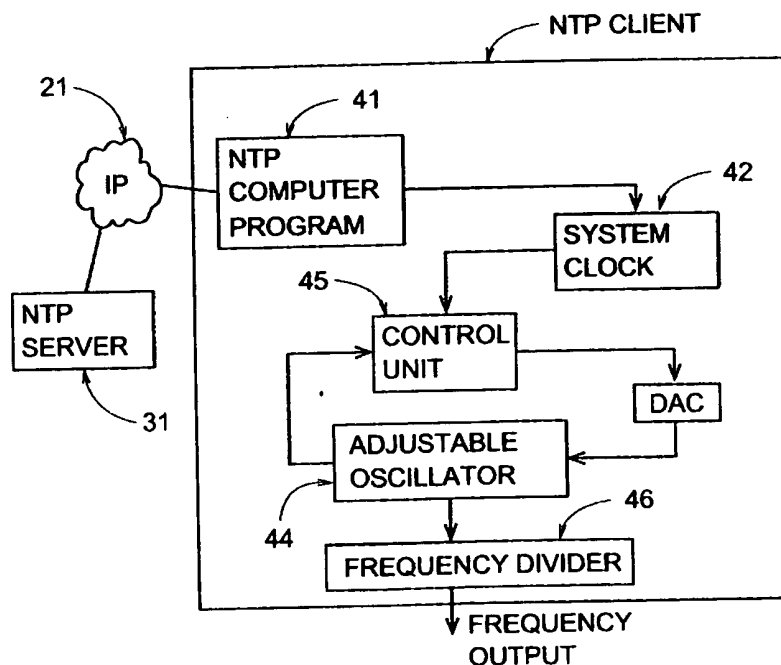 NTP CLIENT
21
41
IP
NTP
COMPUTER
PROGRAM
42
SYSTEM
CLOCK
45
NTP
SERVER
CONTROL
UNIT
31
DAC
ADJUSTABLE
OSCILLATOR
44
46
FREQUENCY DIVIDER
FREQUENCY
OUTPUT